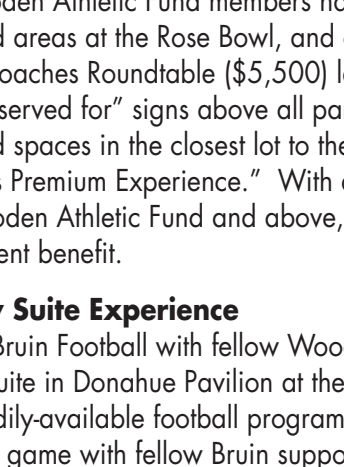 oden Athletic Fund members ha
d areas at the Rose Bowl, and
oaches Roundtable ($5,500) l
served for” signs above all par
d spaces in the closest lot to the
s Premium Experience.” With
oden Athletic Fund and above,
ent benefit.
y Suite Experience
Bruin Football with fellow Woo
uite in Donahue Pavilion at the
dily-available football program
game with fellow Bruin suppo